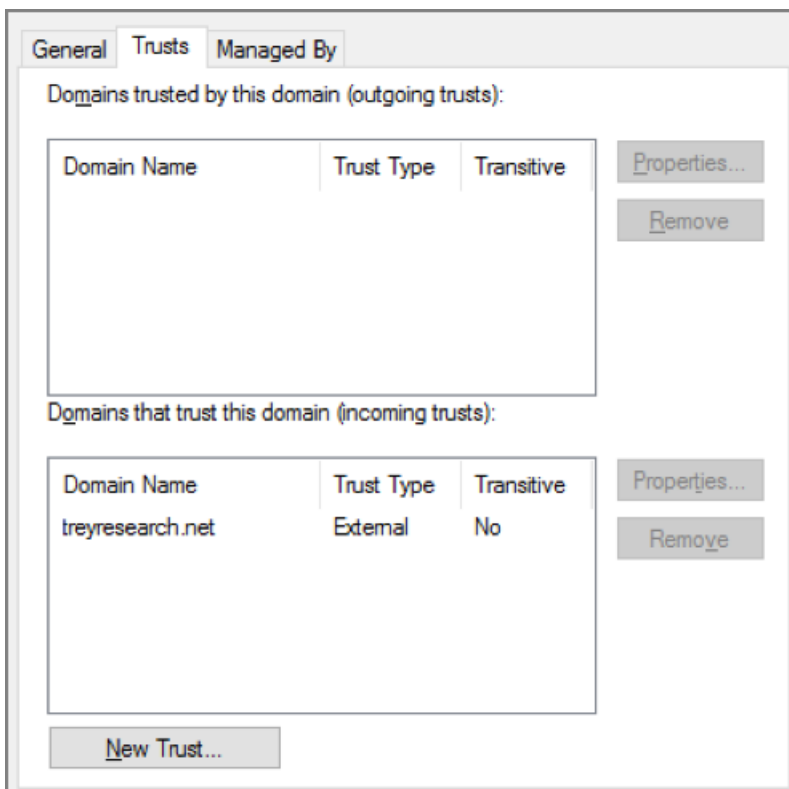 General Trusts Managed By
Domains trusted by this domain (outgoing trusts):
Domain Name Trust Type Transitive
Properties...
Remove
Domains that trust this domain (incoming trusts):
Domain Name Trust Type Transitive
treyresearch.net External No
Properties...
Remove
New Trust...